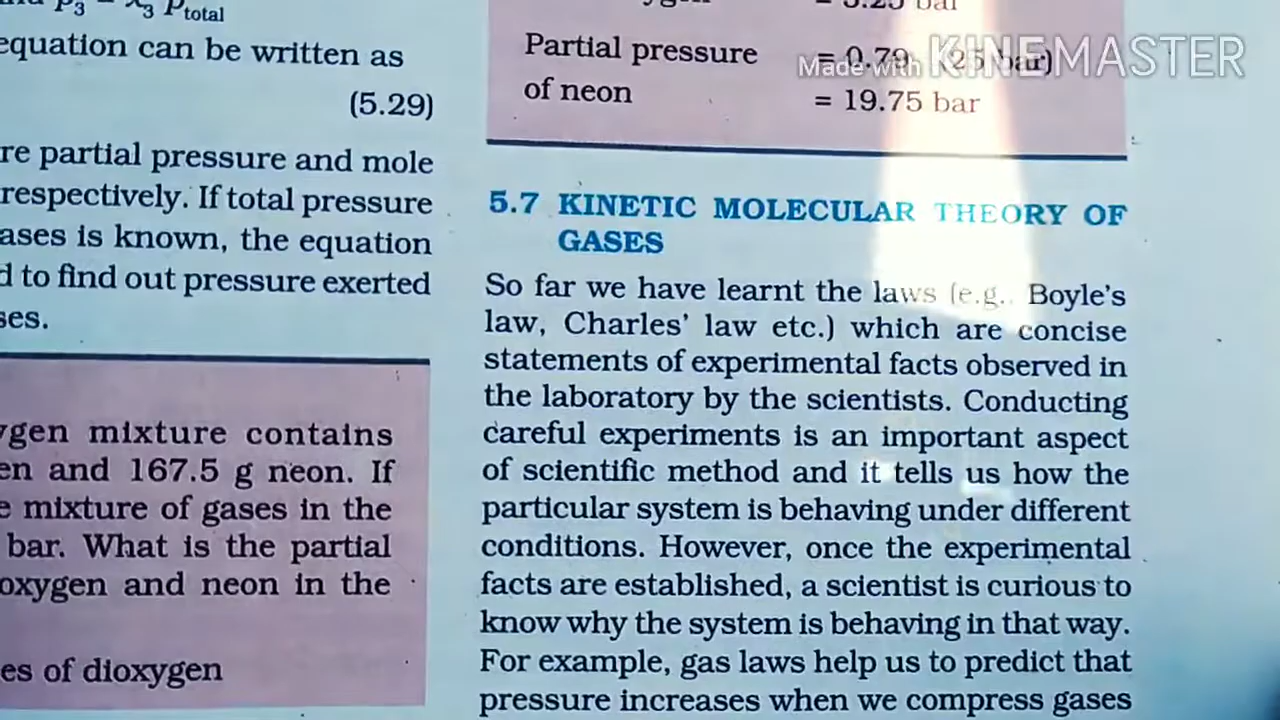 p3 = x3 Ptotal
equation can be written as
(5.29)
re partial pressure and mole
respectively. If total pressure
ases is known, the equation
d to find out pressure exerted
ses.
ygen mixture contains
en and 167.5 g neon. If
e mixture of gases in the
bar. What is the partial
oxygen and neon in the
es of dioxygen
Partial pressure = 0.79 (25 bar)
of neon = 19.75 bar
Made with KINEMASTER
5.7 KINETIC MOLECULAR THEORY OF
GASES
So far we have learnt the laws (e.g.. Boyle's
law, Charles' law etc.) which are concise
statements of experimental facts observed in
the laboratory by the scientists. Conducting
careful experiments is an important aspect
of scientific method and it tells us how the
particular system is behaving under different
conditions. However, once the experimental
facts are established, a scientist is curious to
know why the system is behaving in that way.
For example, gas laws help us to predict that
pressure increases when we compress gases